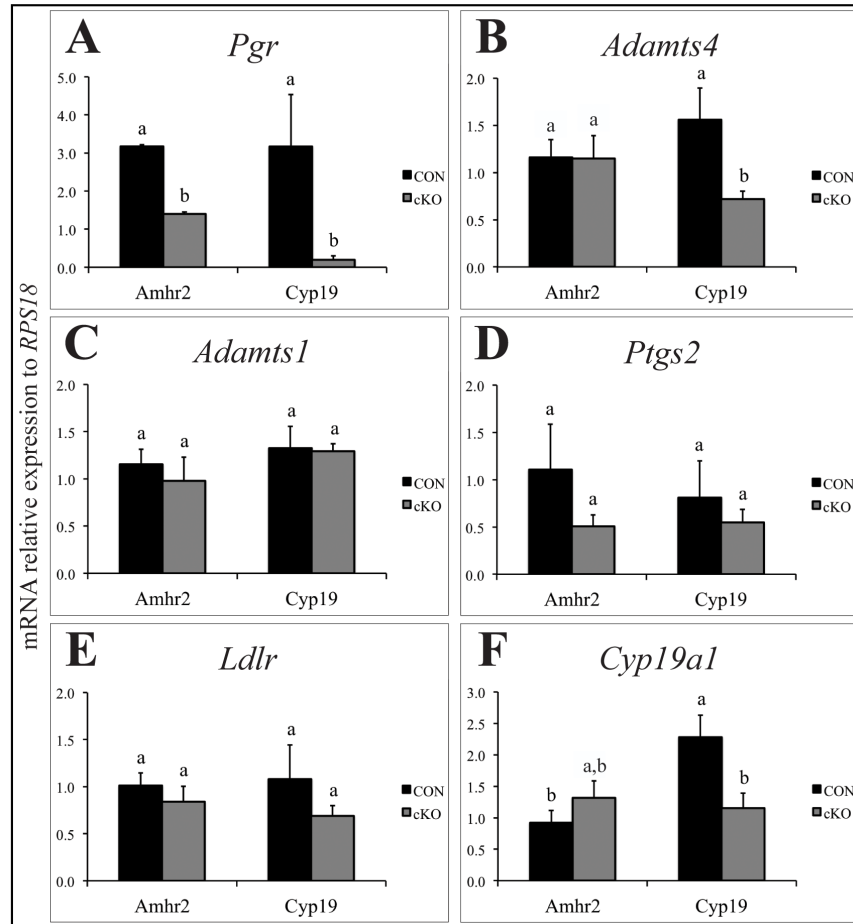 mRNA relative expression to RPS18
A
Pgr
5.0
4.0
3.0
2.0
1.0
0.0
a
b
a
b
Amhr2
Cyp19
CON
cKO
B
Adamts4
2.0
1.5
1.0
0.5
0.0
a
a
a
b
Amhr2
Cyp19
CON
cKO
C
Adamts1
2.0
1.5
1.0
0.5
0.0
a
a
a
a
Amhr2
Cyp19
CON
cKO
D
Ptgs2
2.0
1.5
1.0
0.5
0.0
a
a
a
a
Amhr2
Cyp19
CON
cKO
E
Ldlr
2.0
1.5
1.0
0.5
0.0
a
a
a
a
Amhr2
Cyp19
CON
cKO
F
Cyp19a1
3.0
2.5
2.0
1.5
1.0
0.5
0.0
b
a,b
a
b
Amhr2
Cyp19
CON
cKO